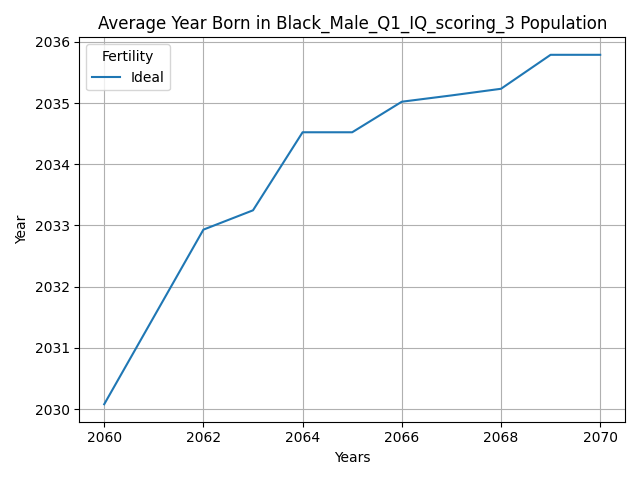 Average Year Born in Black_Male_Q1_IQ_scoring_3 Population
Fertility
Ideal
2036
2035
2034
2033
2032
2031
2030
Year
2060 2062 2064 2066 2068 2070
Years